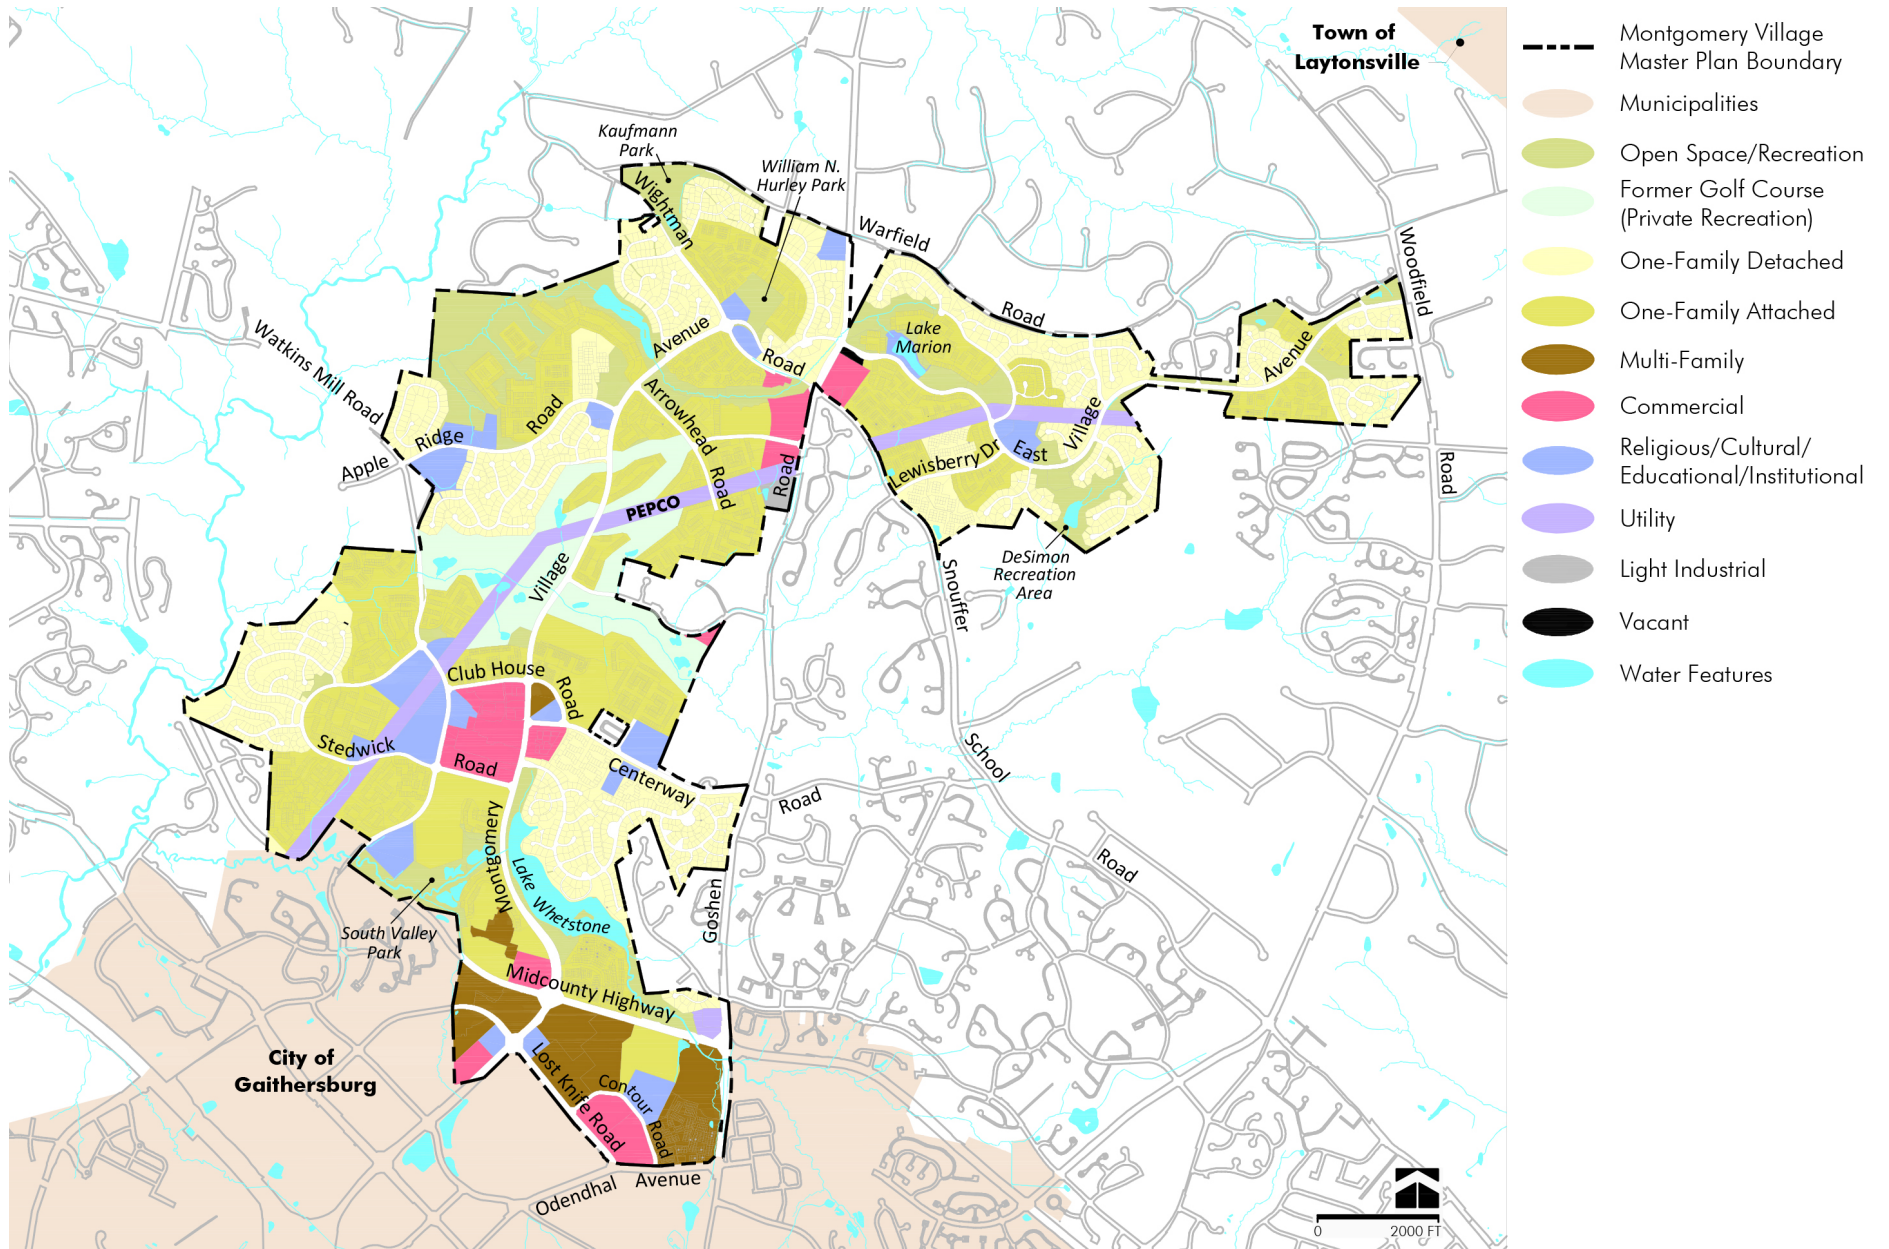 Town of
Laytonsville
Kaufmann
Park
William N.
Hurley Park
Wightman
Warfield
Road
Woodfield
Road
Lake
Marion
Avenue
Avenue
Road
Watkins Mill Road
Arrowhead
Road
Road
Ridge
Apple
Road
Village
East
Lewisberry Dr
PEPCO
Village
DeSimon
Recreation
Area
Snouffer
School
Road
Club House
Road
Stedwick
Road
Centerway
Road
Montgomery
Lake
Whetstone
Goshen
South Valley
Park
Midcounty Highway
City of
Gaithersburg
Lost Knife Road
Contour
Road
Odendhal
Avenue
0
2000 FT
Montgomery Village
Master Plan Boundary
Municipalities
Open Space/Recreation
Former Golf Course
(Private Recreation)
One-Family Detached
One-Family Attached
Multi-Family
Commercial
Religious/Cultural/
Educational/Institutional
Utility
Light Industrial
Vacant
Water Features